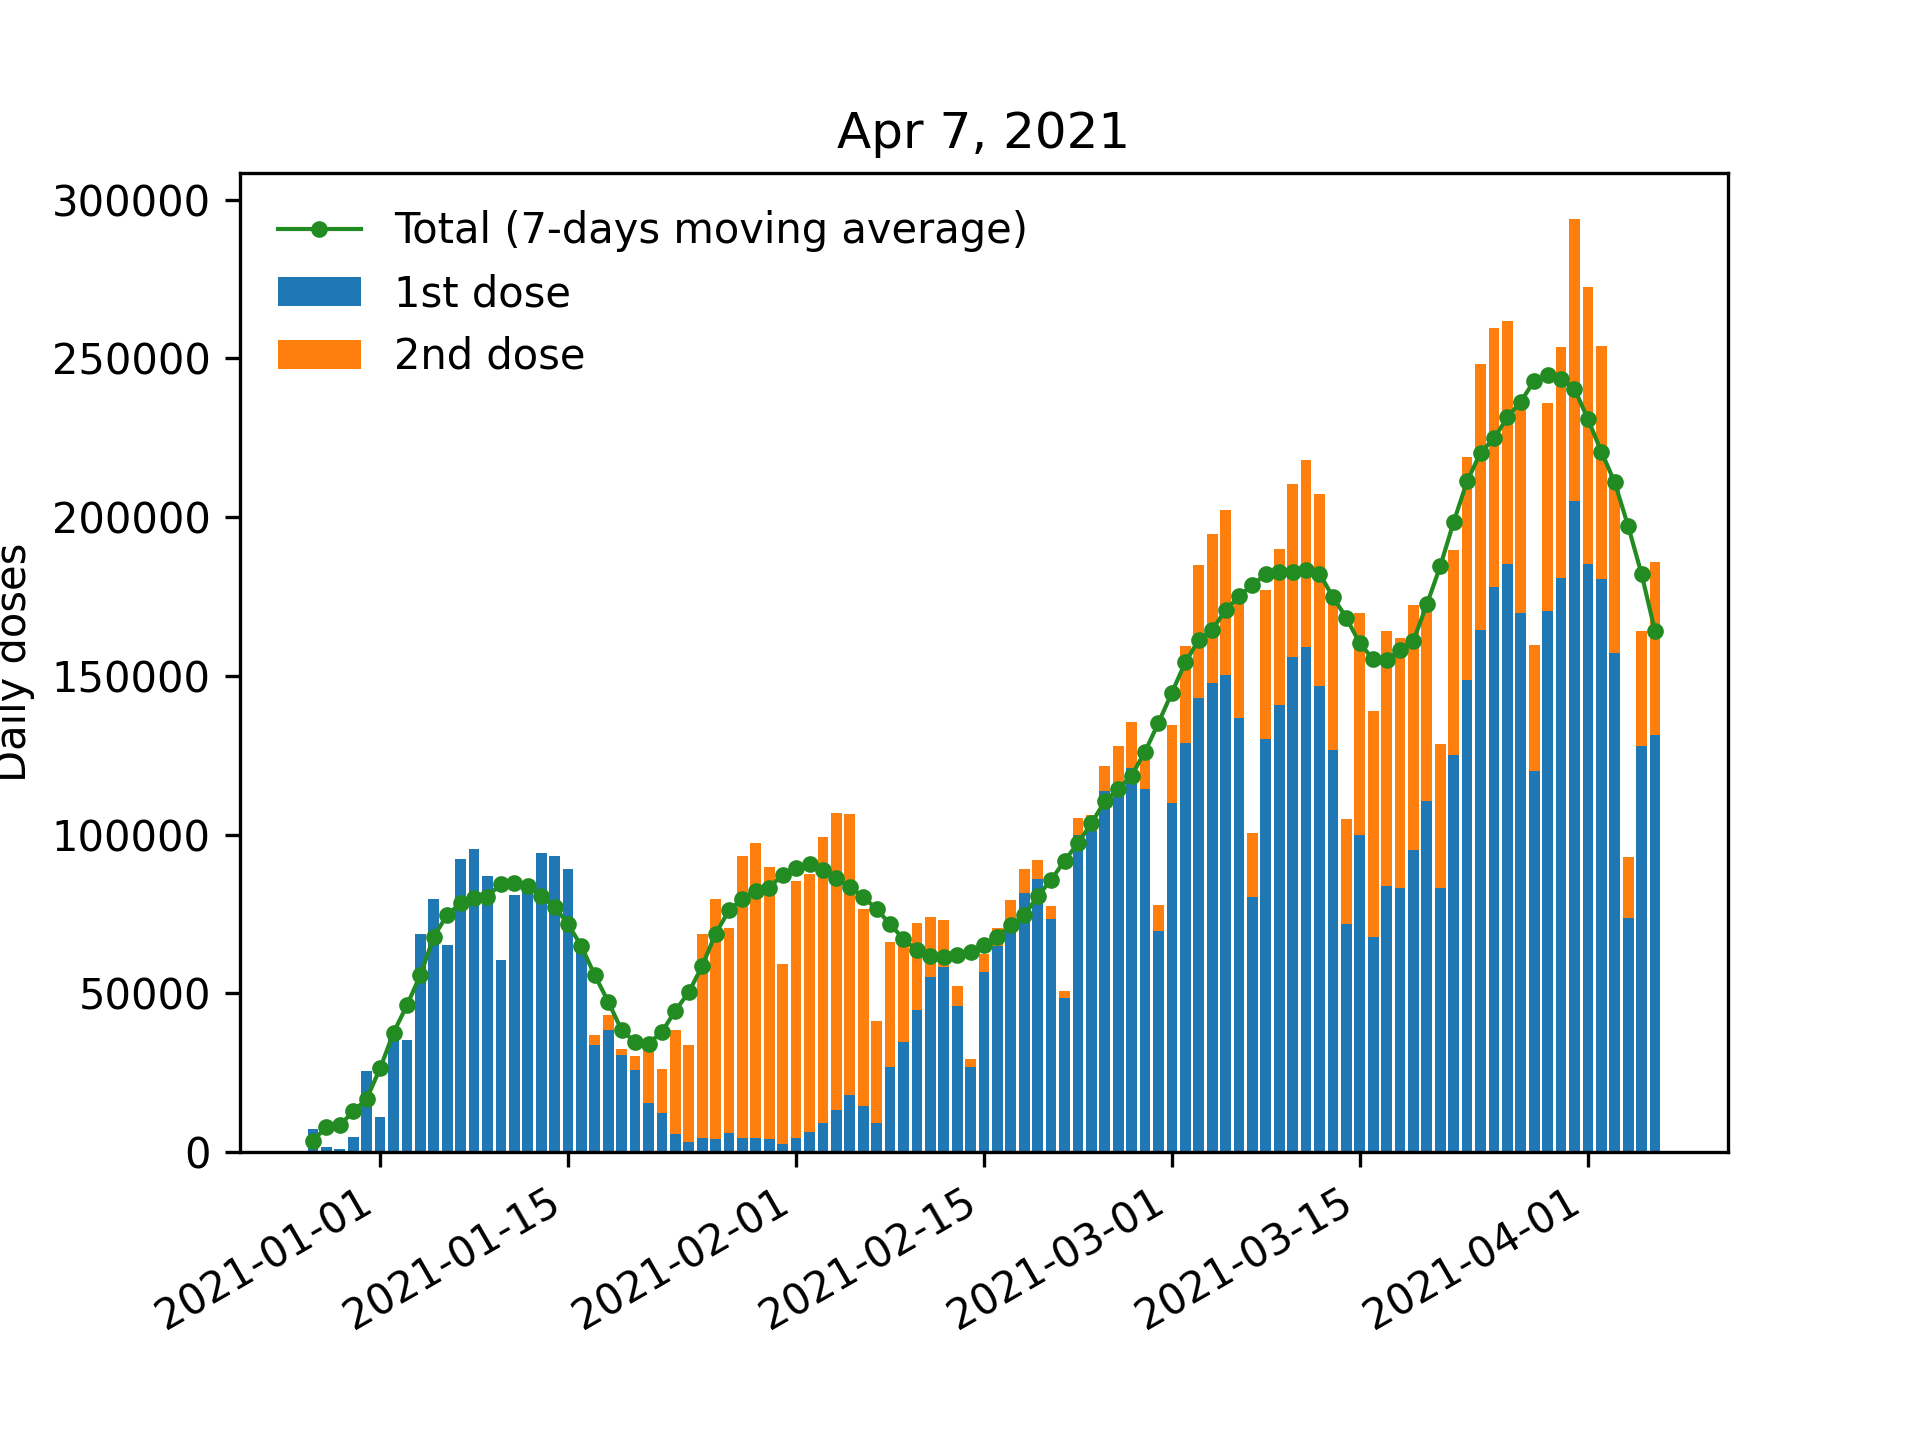 Apr 7, 2021
Total (7-days moving average)
1st dose
2nd dose
Daily doses
300000
250000
200000
150000
100000
50000
0
2021-01-01
2021-01-15
2021-02-01
2021-02-15
2021-03-01
2021-03-15
2021-04-01